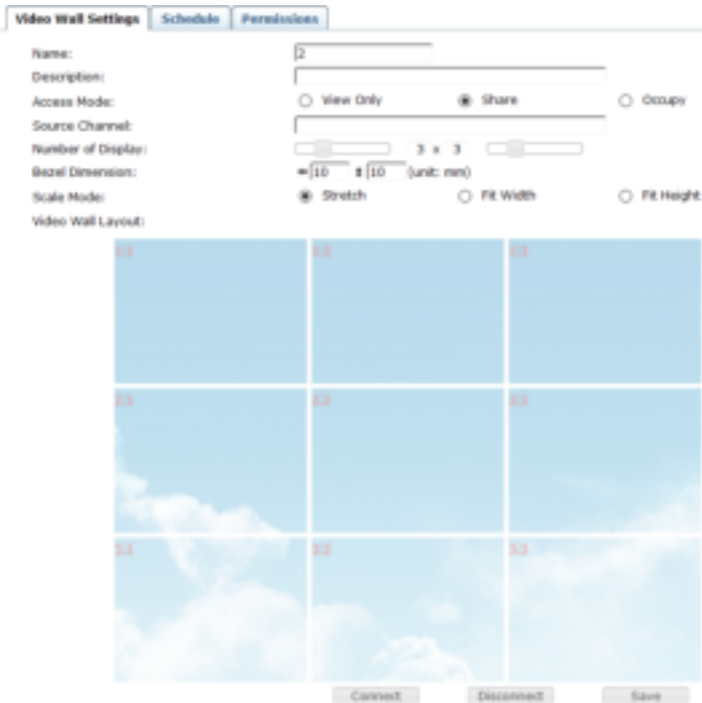 Video Wall Settings Schedule Permissions
Name: 2
Description:
Access Mode: View Only Share Occupy
Source Channel:
Number of Display: 3 x 3
Bezel Dimension: 10 10 (unit: mm)
Scale Mode: Stretch Fit Width Fit Height
Video Wall Layout:
1.1 1.2 1.3
2.1 2.2 2.3
3.1 3.2 3.3
Connect Disconnect Save